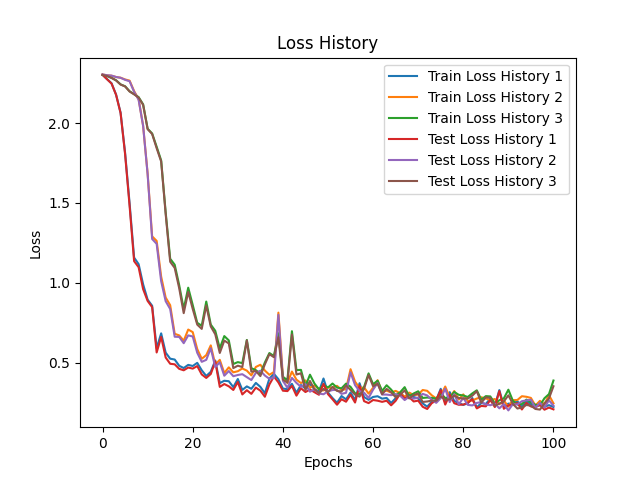 Loss History
Train Loss History 1
Train Loss History 2
Train Loss History 3
Test Loss History 1
Test Loss History 2
Test Loss History 3
2.0
1.5
1.0
0.5
Loss
0 20 40 60 80 100
Epochs